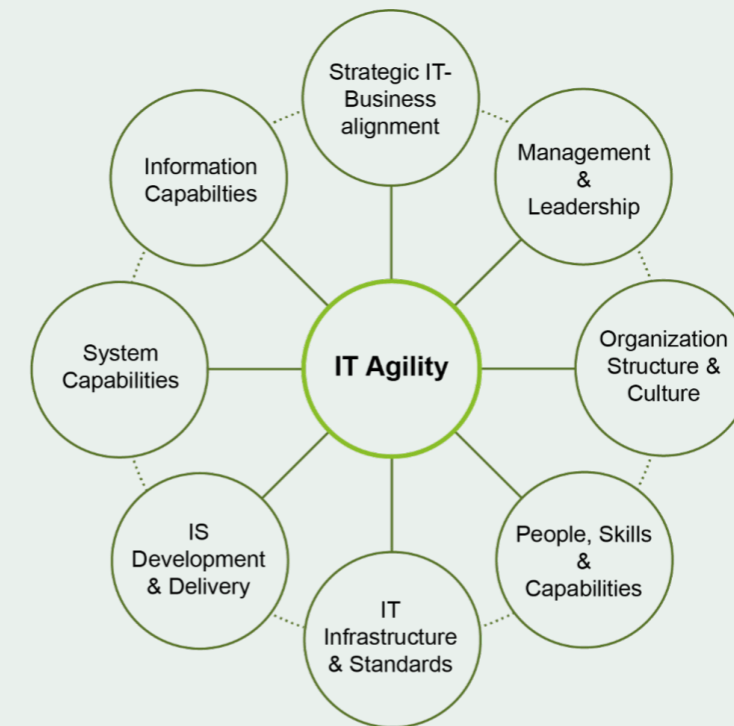 Strategic IT-
Business
alignment
Management
&
Leadership
Organization
Structure &
Culture
People, Skills
&
Capabilities
IT
Infrastructure
& Standards
IS
Development
& Delivery
System
Capabilities
Information
Capabilties
IT Agility